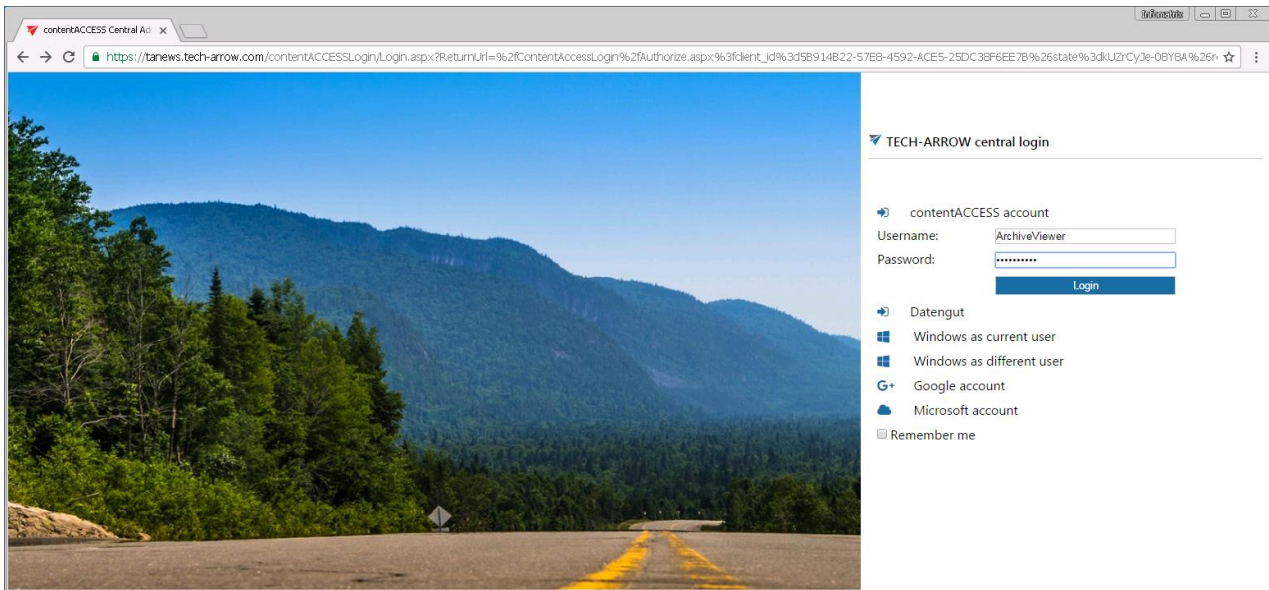 Infomatrix
contentACCESS Central Ad
https://tanews.tech-arrow.com/contentACCESSLogin/Login.aspx?ReturnUrl=%2fContentAccessLogin%2fAuthorize.aspx%3fclient_id%3d5B914B22-57E8-4592-ACE5-25DC38F6EE7B%26state%3dkUZrCyJe-08Y8A%26r
TECH-ARROW central login
contentACCESS account
Username: ArchiveViewer
Password: ••••••••••
Login
Datengut
Windows as current user
Windows as different user
G+ Google account
Microsoft account
Remember me